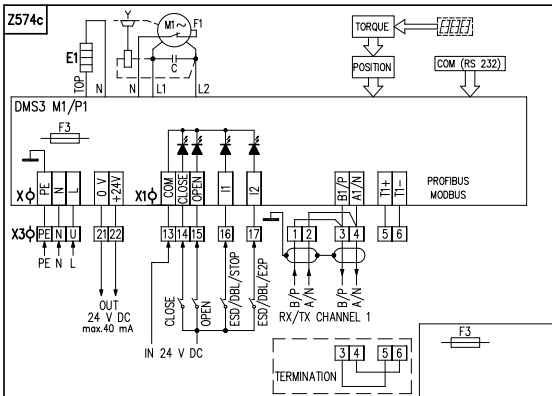 Z574c
Y
M1~
F1
E1
TOP
N
N
L1
C
L2
TORQUE
POSITION
COM (RS 232)
DMS3 M1/P1
F3
X
PE
N
L
0 V
+24V
X1
COM
CLOSE
OPEN
I1
I2
B1/P
A1/N
T1+
T1-
PROFIBUS
MODBUS
X3
PE
N
U
21
22
13
14
15
16
17
1
2
3
4
5
6
PE N L
OUT
24 V DC
max.40 mA
CLOSE
OPEN
ESD/DBL/STOP
ESD/DBL/E2P
IN 24 V DC
B/P
A/N
B/P
A/N
RX/TX CHANNEL 1
TERMINATION
3 4 5 6
F3